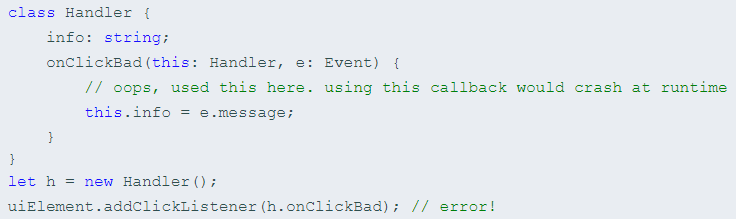 class Handler {
    info: string;
    onClickBad(this: Handler, e: Event) {
        // oops, used this here. using this callback would crash at runtime
        this.info = e.message;
    }
}
let h = new Handler();
uiElement.addClickListener(h.onClickBad); // error!